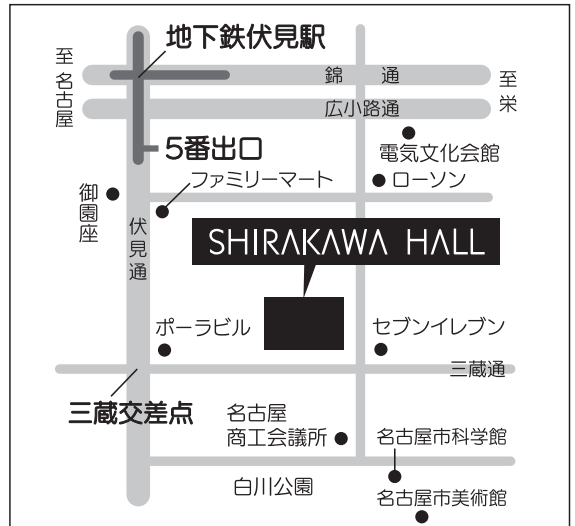 地下鉄伏見駅
至名古屋
錦通
至栄
広小路通
5番出口
電気文化会館
ファミリーマート
ローソン
御園座
伏見通
SHIRAKAWA HALL
ポーラビル
セブンイレブン
三蔵通
三蔵交差点
名古屋
商工会議所
名古屋市科学館
白川公園
名古屋市美術館